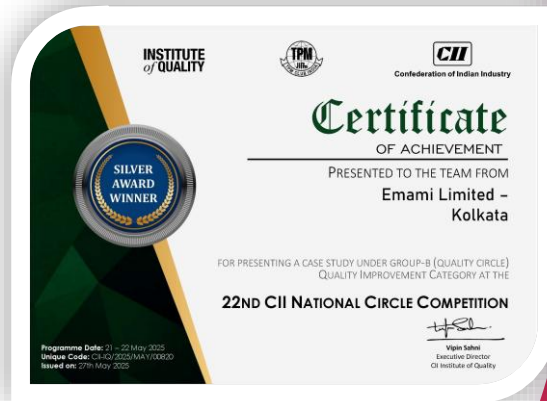 INSTITUTE
of QUALITY
TPM
CII
Confederation of Indian Industry
Certificate
OF ACHIEVEMENT
PRESENTED TO THE TEAM FROM
Emami Limited –
Kolkata
SILVER
AWARD
WINNER
FOR PRESENTING A CASE STUDY UNDER GROUP-B (QUALITY CIRCLE)
QUALITY IMPROVEMENT CATEGORY AT THE
22ND CII NATIONAL CIRCLE COMPETITION
Vipin Sahni
Executive Director
CII Institute of Quality
Programme Date: 21 – 22 May 2025
Unique Code: CII-IQ/2025/MAY/00820
Issued on: 27th May 2025